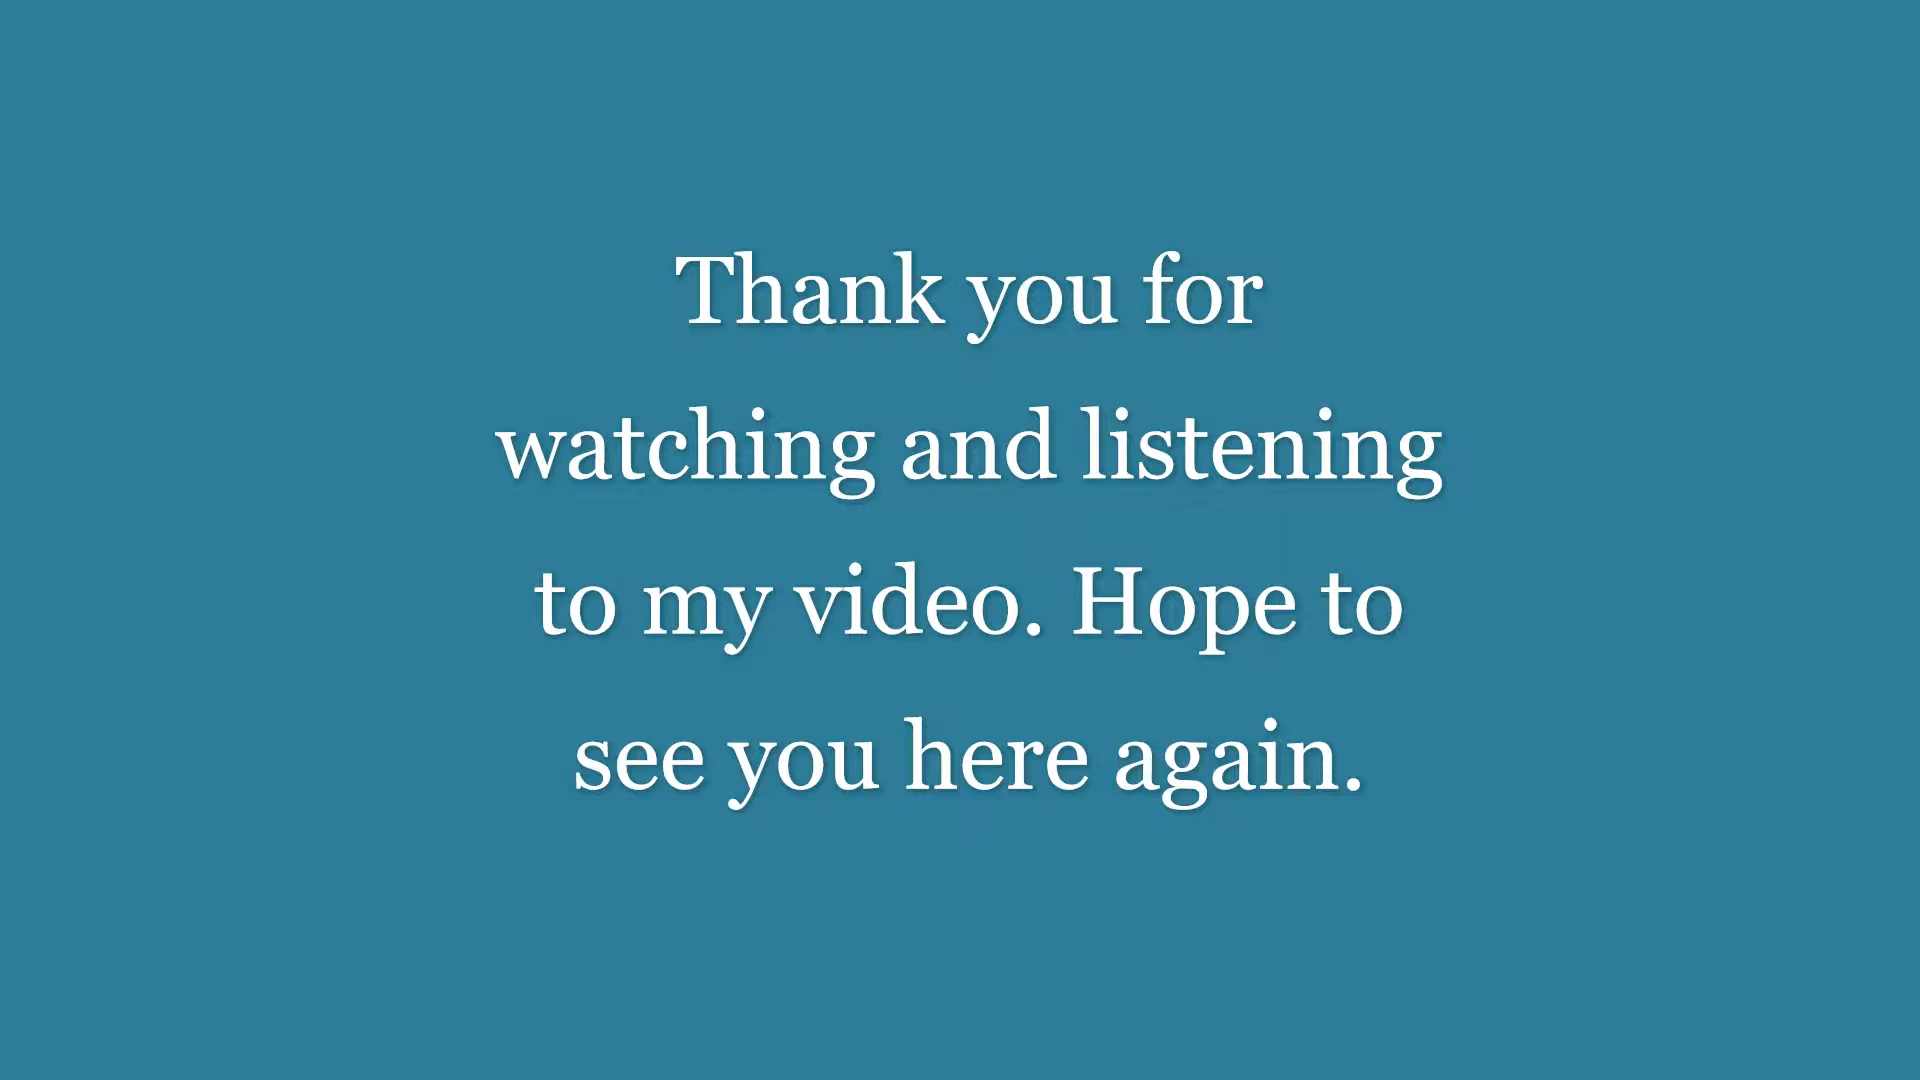 Thank you for
watching and listening
to my video. Hope to
see you here again.